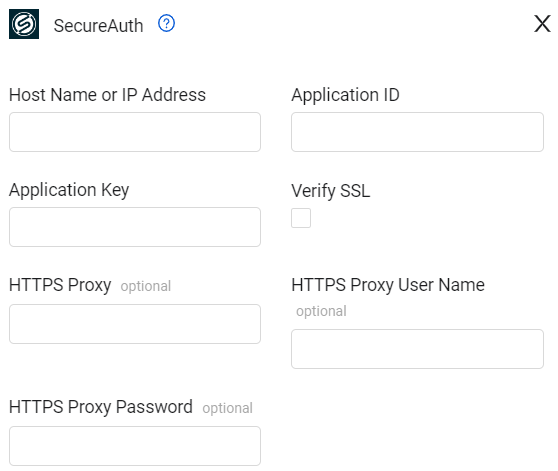 SecureAuth ?
X
Host Name or IP Address
Application ID
Application Key
Verify SSL
HTTPS Proxy optional
HTTPS Proxy User Name
optional
HTTPS Proxy Password optional